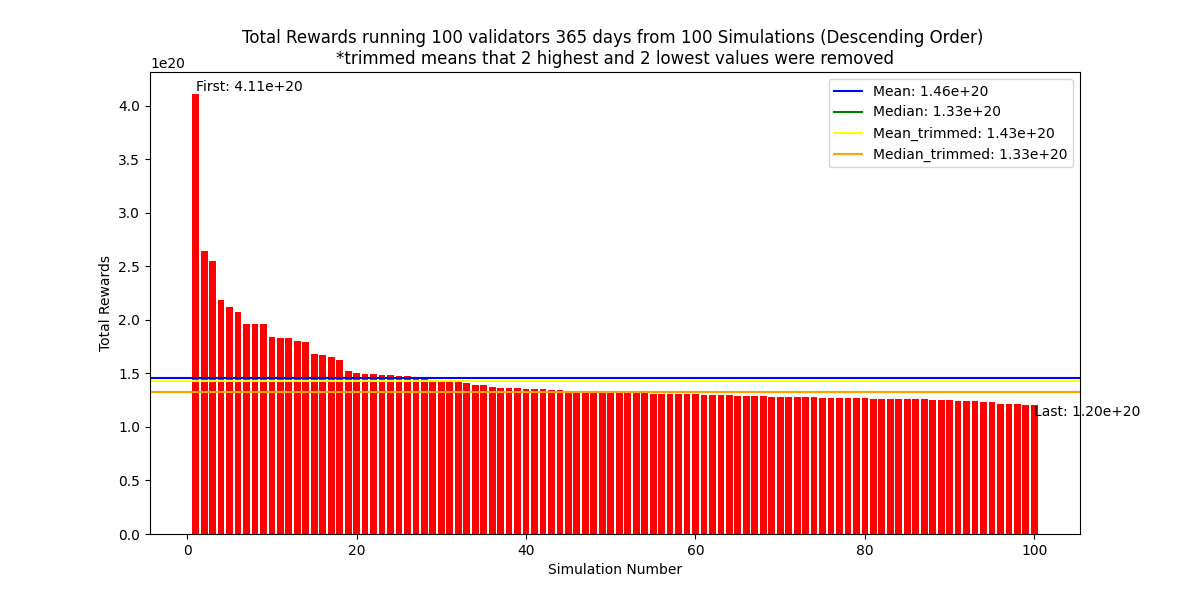 Total Rewards running 100 validators 365 days from 100 Simulations (Descending Order)
*trimmed means that 2 highest and 2 lowest values were removed
1e20
First: 4.11e+20
Mean: 1.46e+20
Median: 1.33e+20
Mean_trimmed: 1.43e+20
Median_trimmed: 1.33e+20
4.0
3.5
3.0
2.5
2.0
1.5
1.0
0.5
0.0
Total Rewards
Last: 1.20e+20
0 20 40 60 80 100
Simulation Number